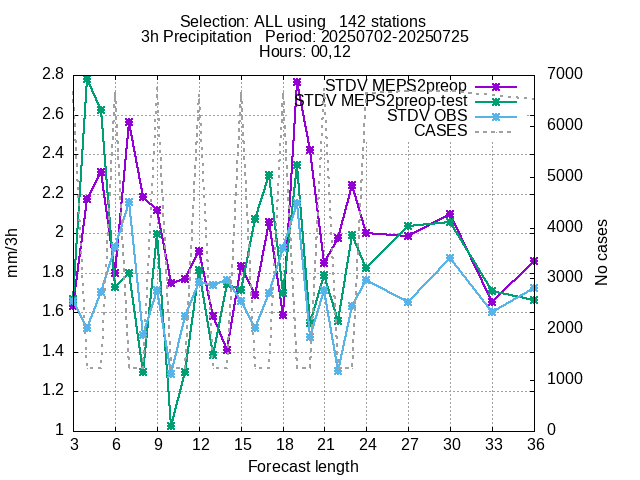 Selection: ALL using   142 stations
3h Precipitation   Period: 20250702-20250725
Hours: 00,12
STDV MEPS2preop
STDV MEPS2preop-test
STDV OBS
CASES
2.8
2.6
2.4
2.2
2
1.8
1.6
1.4
1.2
1
mm/3h
7000
6000
5000
4000
3000
2000
1000
0
No cases
3 6 9 12 15 18 21 24 27 30 33 36
Forecast length